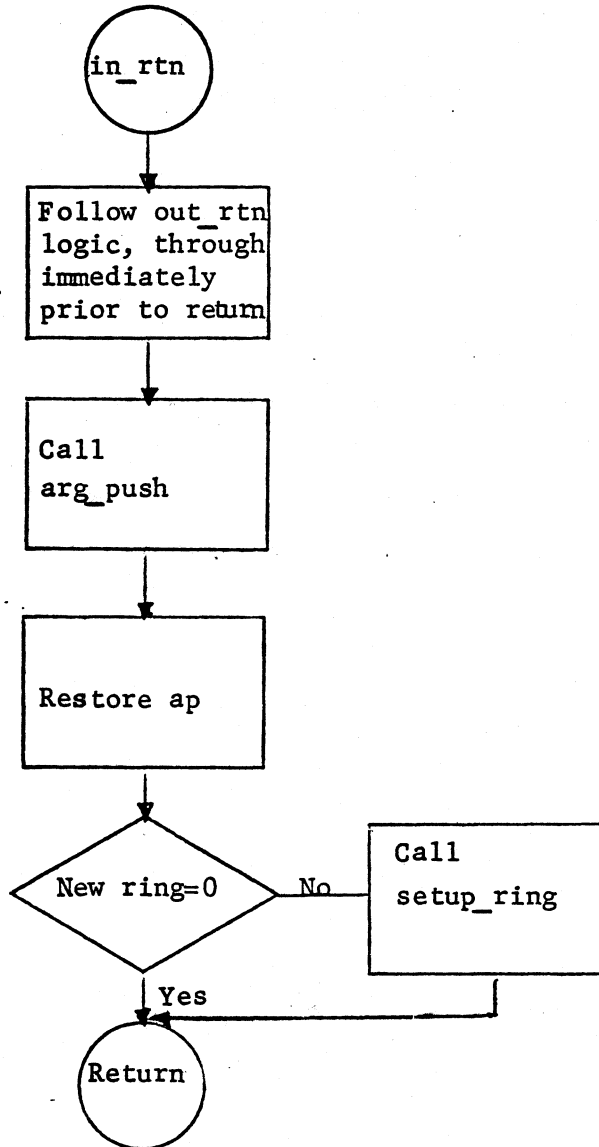 in_rtn
Follow out_rtn
logic, through
immediately
prior to return
Call
arg_push
Restore ap
New ring=0
No
Call
setup_ring
Yes
Return